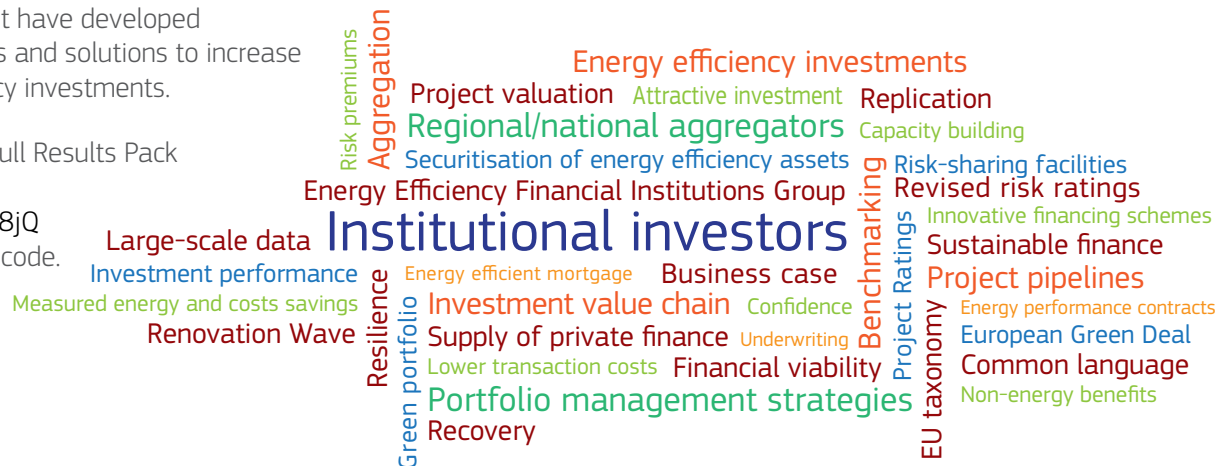 t have developed
s and solutions to increase
cy investments.
ull Results Pack
8jQ
code.
Risk premiums
Aggregation
Energy efficiency investments
Project valuation
Attractive investment
Replication
Regional/national aggregators
Capacity building
Securitisation of energy efficiency assets
Risk-sharing facilities
Energy Efficiency Financial Institutions Group
Benchmarking
Revised risk ratings
Large-scale data
Institutional investors
Project Ratings
Innovative financing schemes
Sustainable finance
Investment performance
Energy efficient mortgage
Business case
Project pipelines
Measured energy and costs savings
Resilience
Green portfolio
Investment value chain
Confidence
EU taxonomy
Energy performance contracts
Renovation Wave
Supply of private finance
Underwriting
European Green Deal
Lower transaction costs
Financial viability
Common language
Portfolio management strategies
Non-energy benefits
Recovery